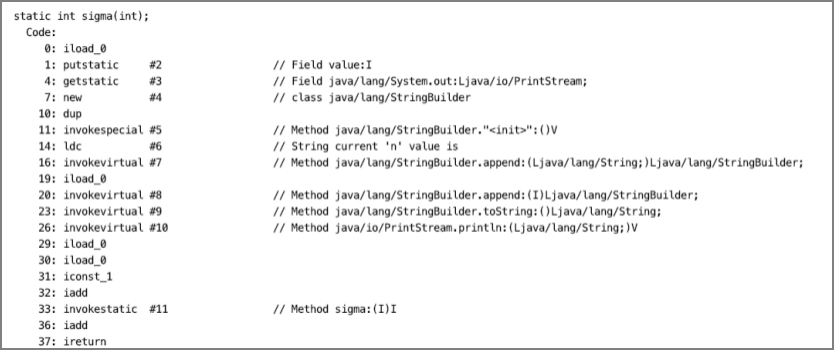 static int sigma(int);
Code:
0: iload_0
1: putstatic #2 // Field value:I
4: getstatic #3 // Field java/lang/System.out:Ljava/io/PrintStream;
7: new #4 // class java/lang/StringBuilder
10: dup
11: invokespecial #5 // Method java/lang/StringBuilder."<init>":()V
14: ldc #6 // String current 'n' value is
16: invokevirtual #7 // Method java/lang/StringBuilder.append:(Ljava/lang/String;)Ljava/lang/StringBuilder;
19: iload_0
20: invokevirtual #8 // Method java/lang/StringBuilder.append:(I)Ljava/lang/StringBuilder;
23: invokevirtual #9 // Method java/lang/StringBuilder.toString:()Ljava/lang/String;
26: invokevirtual #10 // Method java/io/PrintStream.println:(Ljava/lang/String;)V
29: iload_0
30: iload_0
31: iconst_1
32: iadd
33: invokestatic #11 // Method sigma:(I)I
36: iadd
37: ireturn